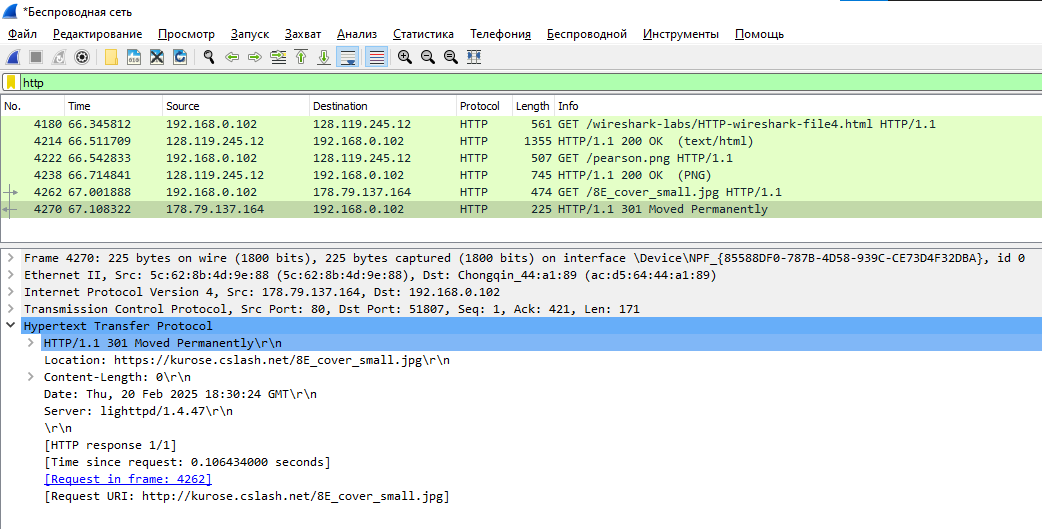 *Беспроводная сеть
Файл Редактирование Просмотр Запуск Захват Анализ Статистика Телефония Беспроводной Инструменты Помощь
http
No. Time Source Destination Protocol Length Info
4180 66.345812 192.168.0.102 128.119.245.12 HTTP 561 GET /wireshark-labs/HTTP-wireshark-file4.html HTTP/1.1
4214 66.511709 128.119.245.12 192.168.0.102 HTTP 1355 HTTP/1.1 200 OK (text/html)
4222 66.542833 192.168.0.102 128.119.245.12 HTTP 507 GET /pearson.png HTTP/1.1
4238 66.714841 128.119.245.12 192.168.0.102 HTTP 745 HTTP/1.1 200 OK (PNG)
4262 67.001888 192.168.0.102 178.79.137.164 HTTP 474 GET /8E_cover_small.jpg HTTP/1.1
4270 67.108322 178.79.137.164 192.168.0.102 HTTP 225 HTTP/1.1 301 Moved Permanently
Frame 4270: 225 bytes on wire (1800 bits), 225 bytes captured (1800 bits) on interface \Device\NPF_{85588DF0-787B-4D58-939C-CE73D4F32DBA}, id 0
Ethernet II, Src: 5c:62:8b:4d:9e:88 (5c:62:8b:4d:9e:88), Dst: Chongqin_44:a1:89 (ac:d5:64:44:a1:89)
Internet Protocol Version 4, Src: 178.79.137.164, Dst: 192.168.0.102
Transmission Control Protocol, Src Port: 80, Dst Port: 51807, Seq: 1, Ack: 421, Len: 171
Hypertext Transfer Protocol
HTTP/1.1 301 Moved Permanently\r\n
Location: https://kurose.cslash.net/8E_cover_small.jpg\r\n
Content-Length: 0\r\n
Date: Thu, 20 Feb 2025 18:30:24 GMT\r\n
Server: lighttpd/1.4.47\r\n
\r\n
[HTTP response 1/1]
[Time since request: 0.106434000 seconds]
[Request in frame: 4262]
[Request URI: http://kurose.cslash.net/8E_cover_small.jpg]